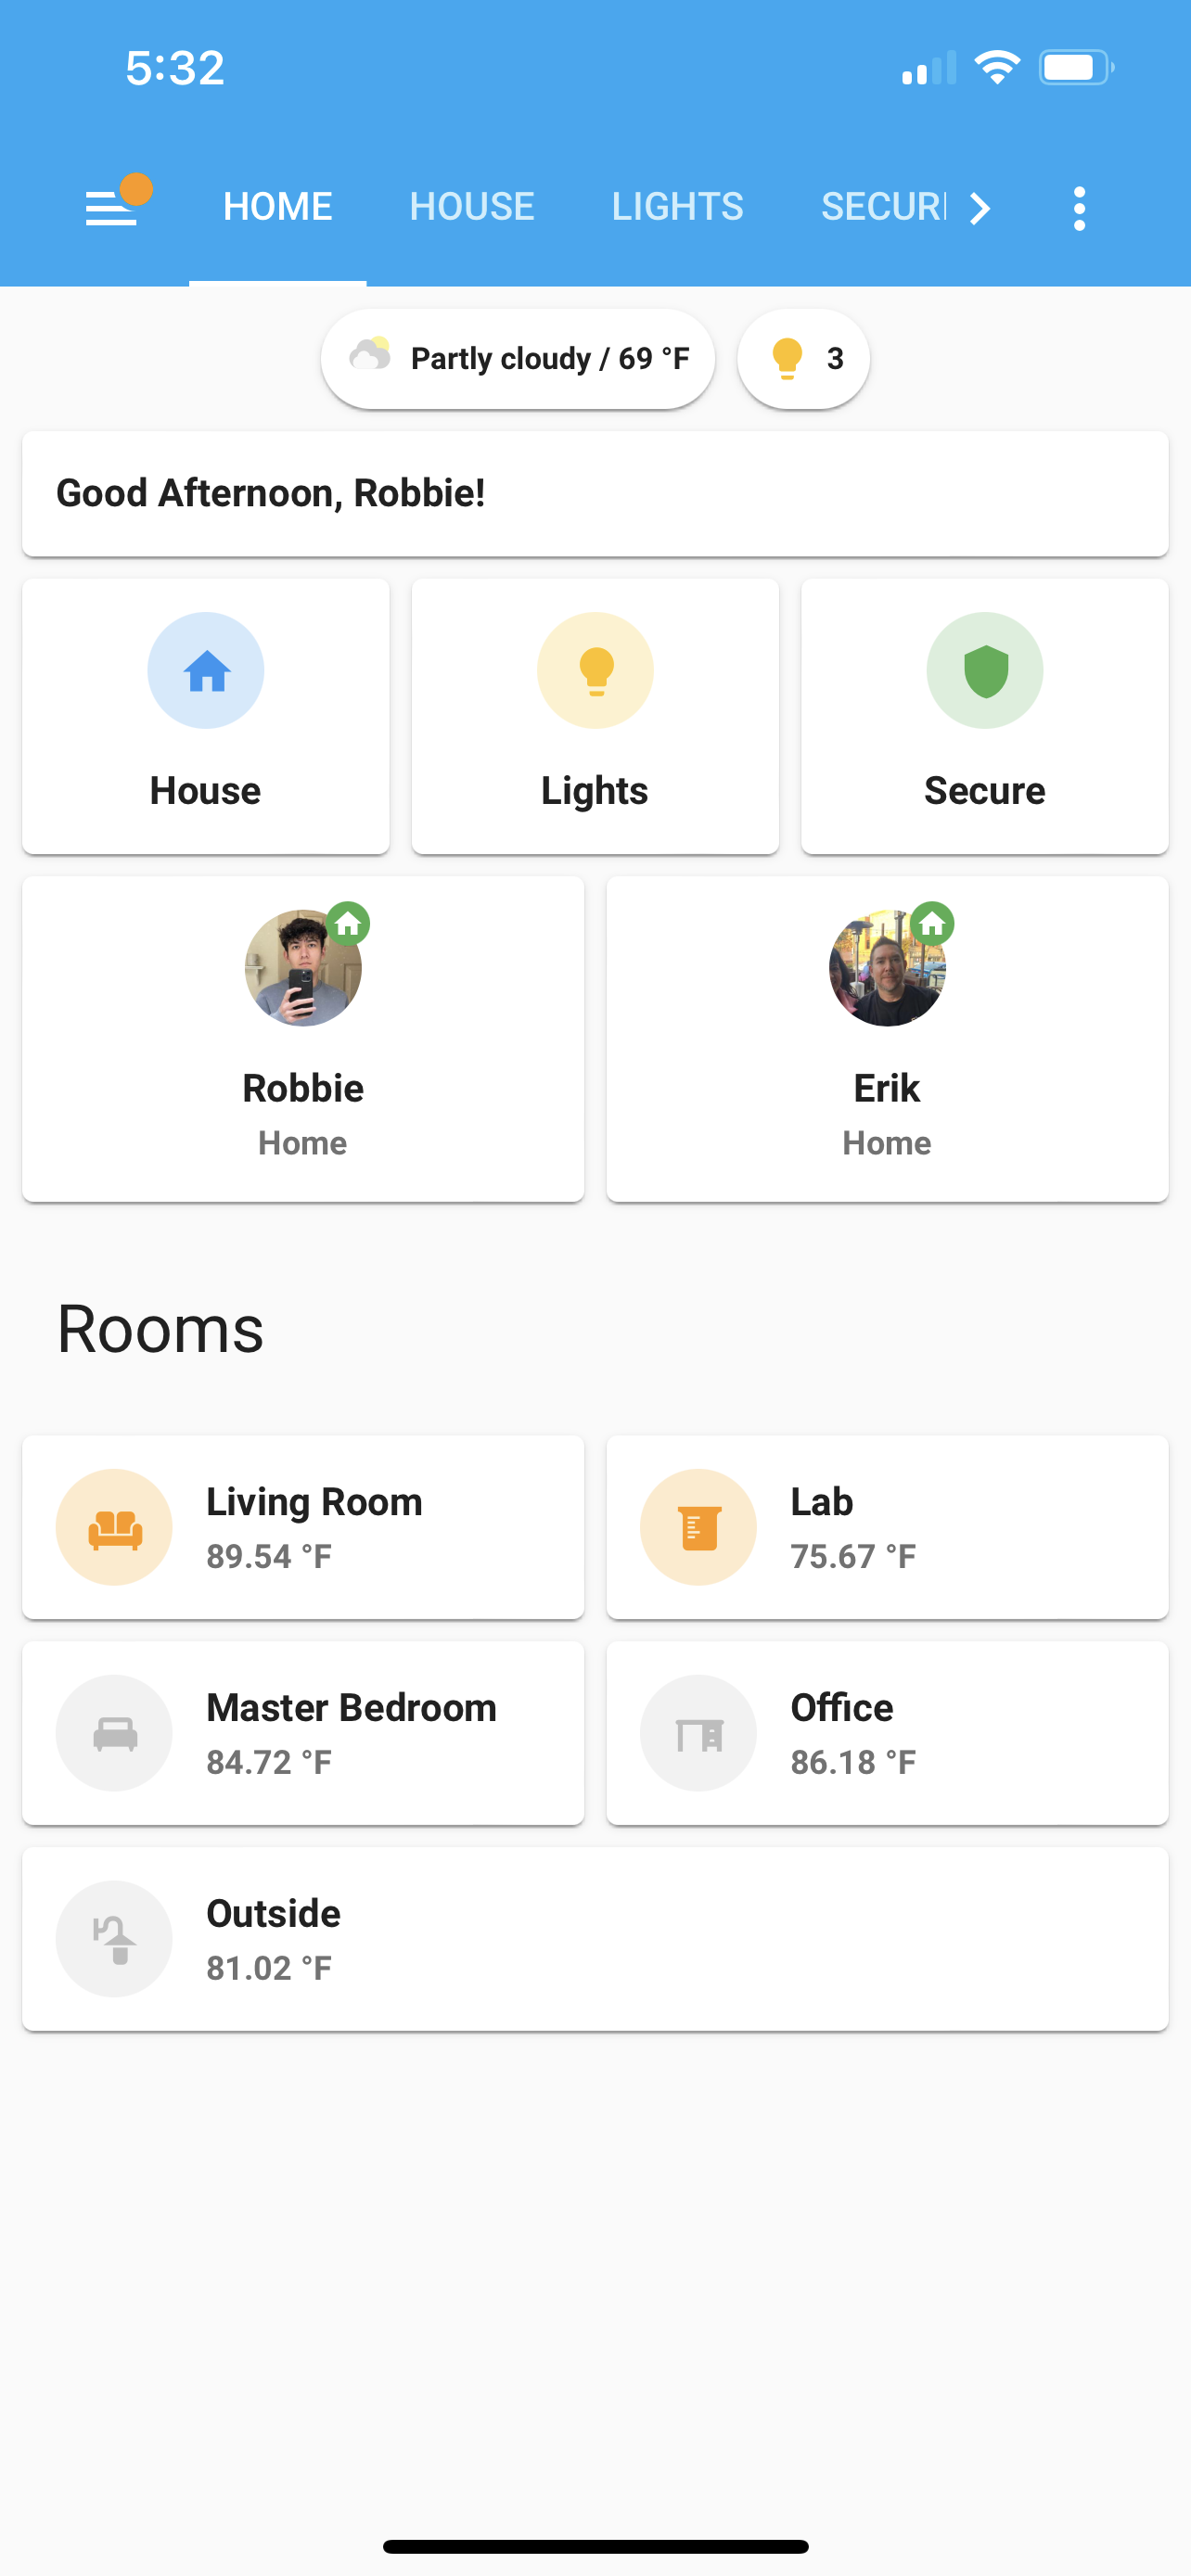 5:32
HOME HOUSE LIGHTS SECURI
Partly cloudy / 69 °F 3
Good Afternoon, Robbie!
House Lights Secure
Robbie Erik
Home Home
Rooms
Living Room Lab
89.54 °F 75.67 °F
Master Bedroom Office
84.72 °F 86.18 °F
Outside
81.02 °F